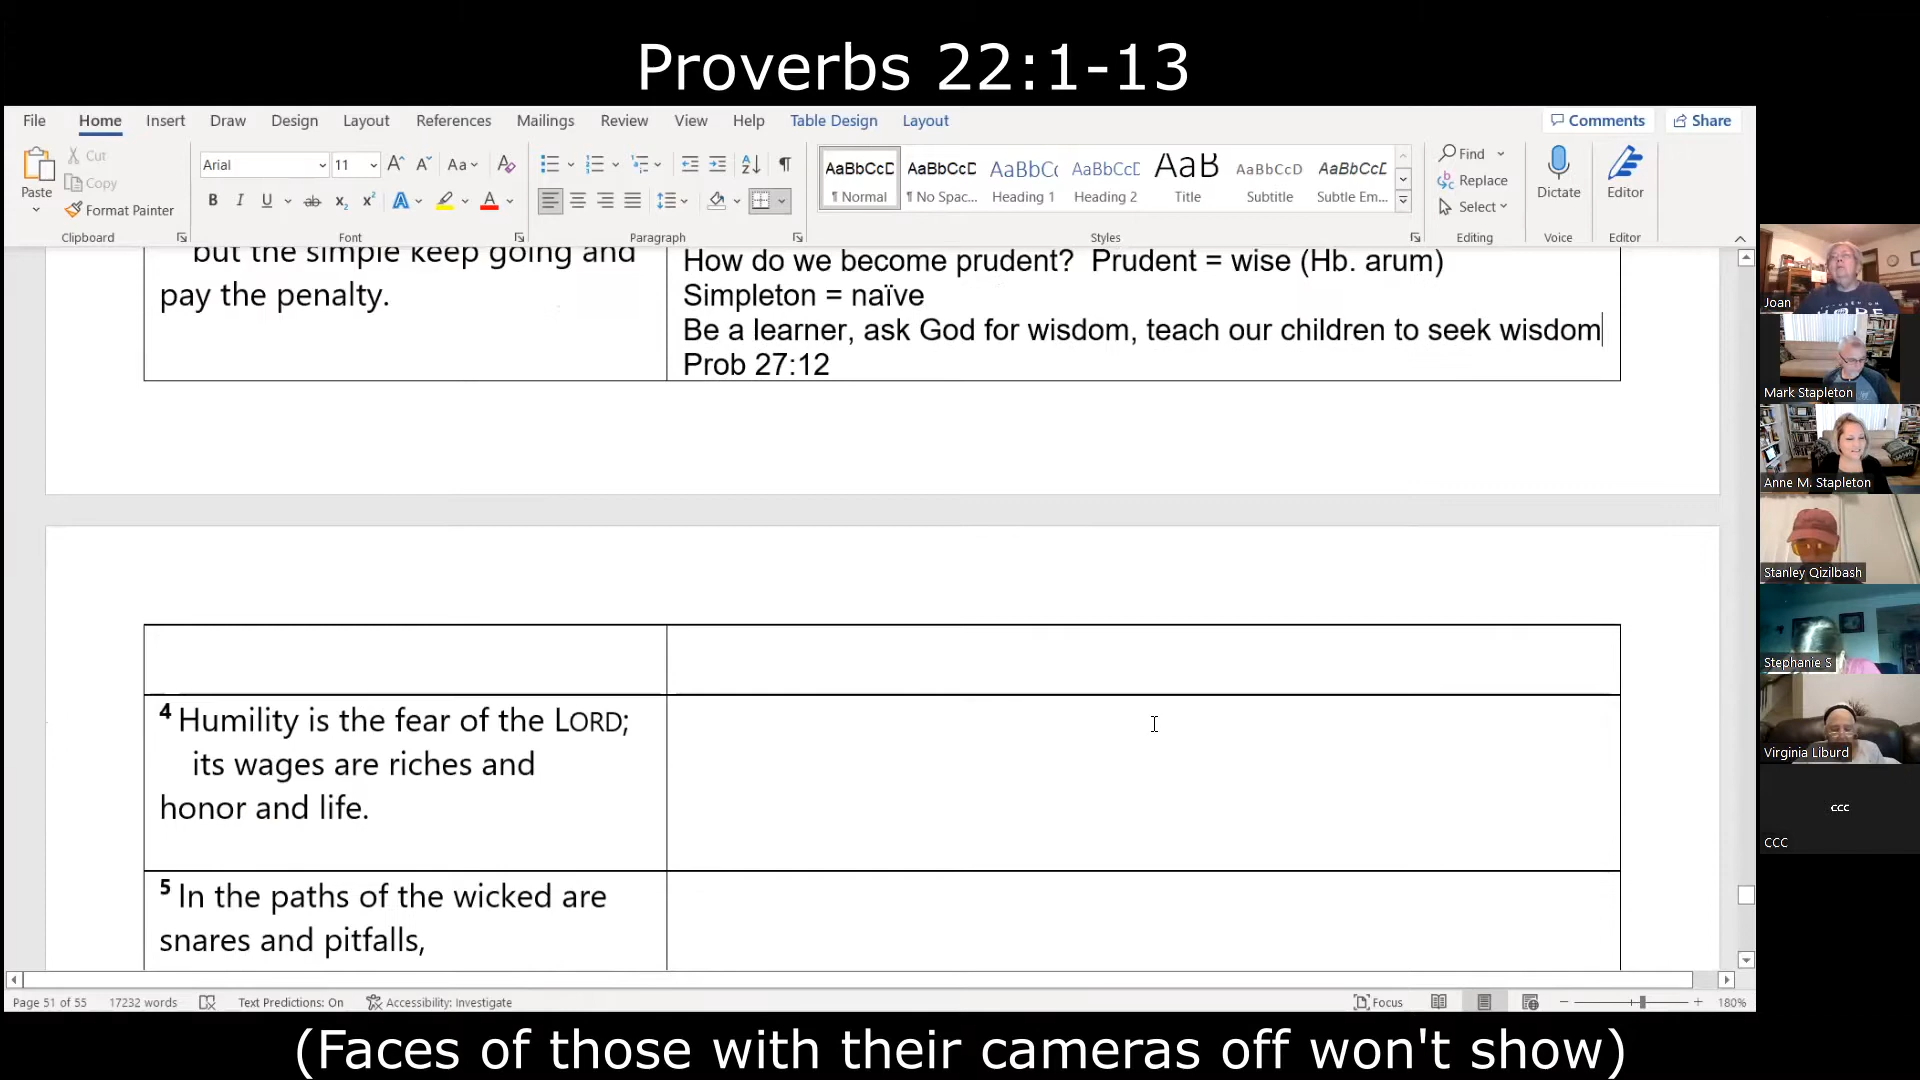 Proverbs 22:1-13
File Home Insert Draw Design Layout References Mailings Review View Help Table Design Layout Comments Share
Paste Cut Copy Format Painter Clipboard
Arial 11 Font
Paragraph
AaBbCcD AaBbCcD AaBbCc AaBbCcD AaB AaBbCcD AaBbCcD
¶ Normal ¶ No Spac... Heading 1 Heading 2 Title Subtitle Subtle Em...
Styles
Find Replace Select Editing
Dictate Voice
Editor Editor
but the simple keep going and
pay the penalty.
How do we become prudent? Prudent = wise (Hb. arum)
Simpleton = naïve
Be a learner, ask God for wisdom, teach our children to seek wisdom
Prob 27:12
4 Humility is the fear of the LORD;
its wages are riches and
honor and life.
5 In the paths of the wicked are
snares and pitfalls,
Page 51 of 55 17232 words Text Predictions: On Accessibility: Investigate Focus 180%
Joan
Mark Stapleton
Anne M. Stapleton
Stanley Qizilbash
Stephanie S
Virginia Liburd
CCC
CCC
(Faces of those with their cameras off won't show)